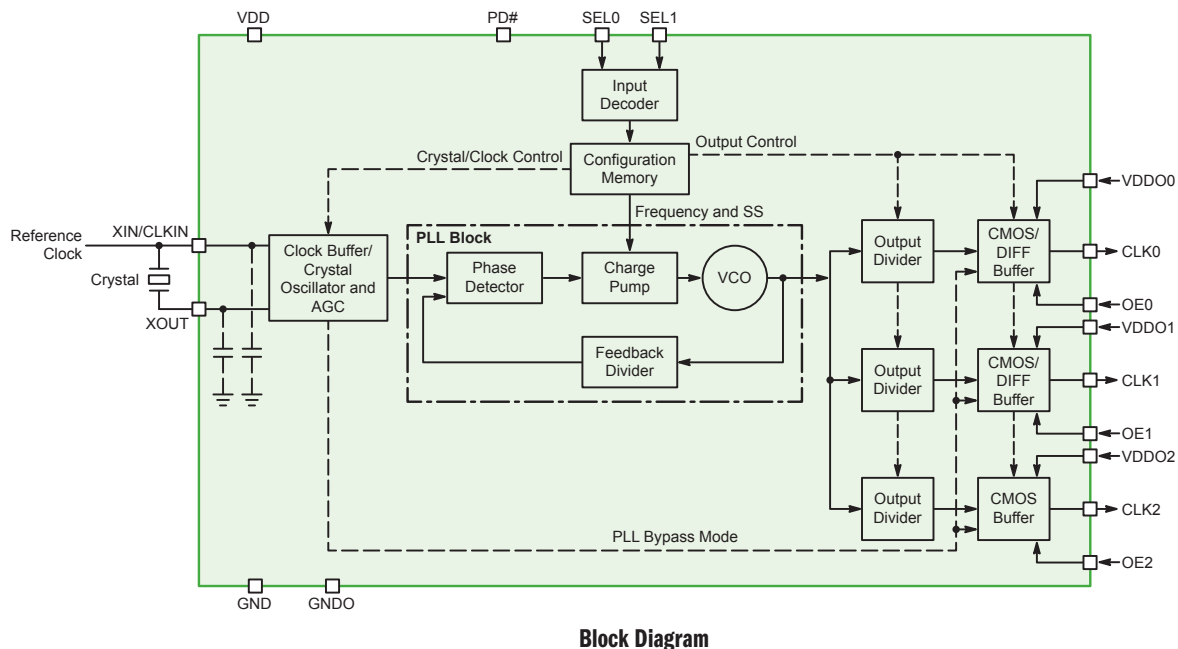 VDD
PD#
SEL0
SEL1
Input
Decoder
Output Control
Crystal/Clock Control
Configuration
Memory
VDDO0
Frequency and SS
XIN/CLKIN
Reference
Clock
PLL Block
Clock Buffer/
Crystal
Oscillator and
AGC
Phase
Detector
Charge
Pump
VCO
Output
Divider
CMOS/
DIFF
Buffer
CLK0
Crystal
XOUT
OE0
VDDO1
Feedback
Divider
Output
Divider
CMOS/
DIFF
Buffer
CLK1
OE1
VDDO2
Output
Divider
CMOS
Buffer
CLK2
PLL Bypass Mode
OE2
GND
GNDO
Block Diagram